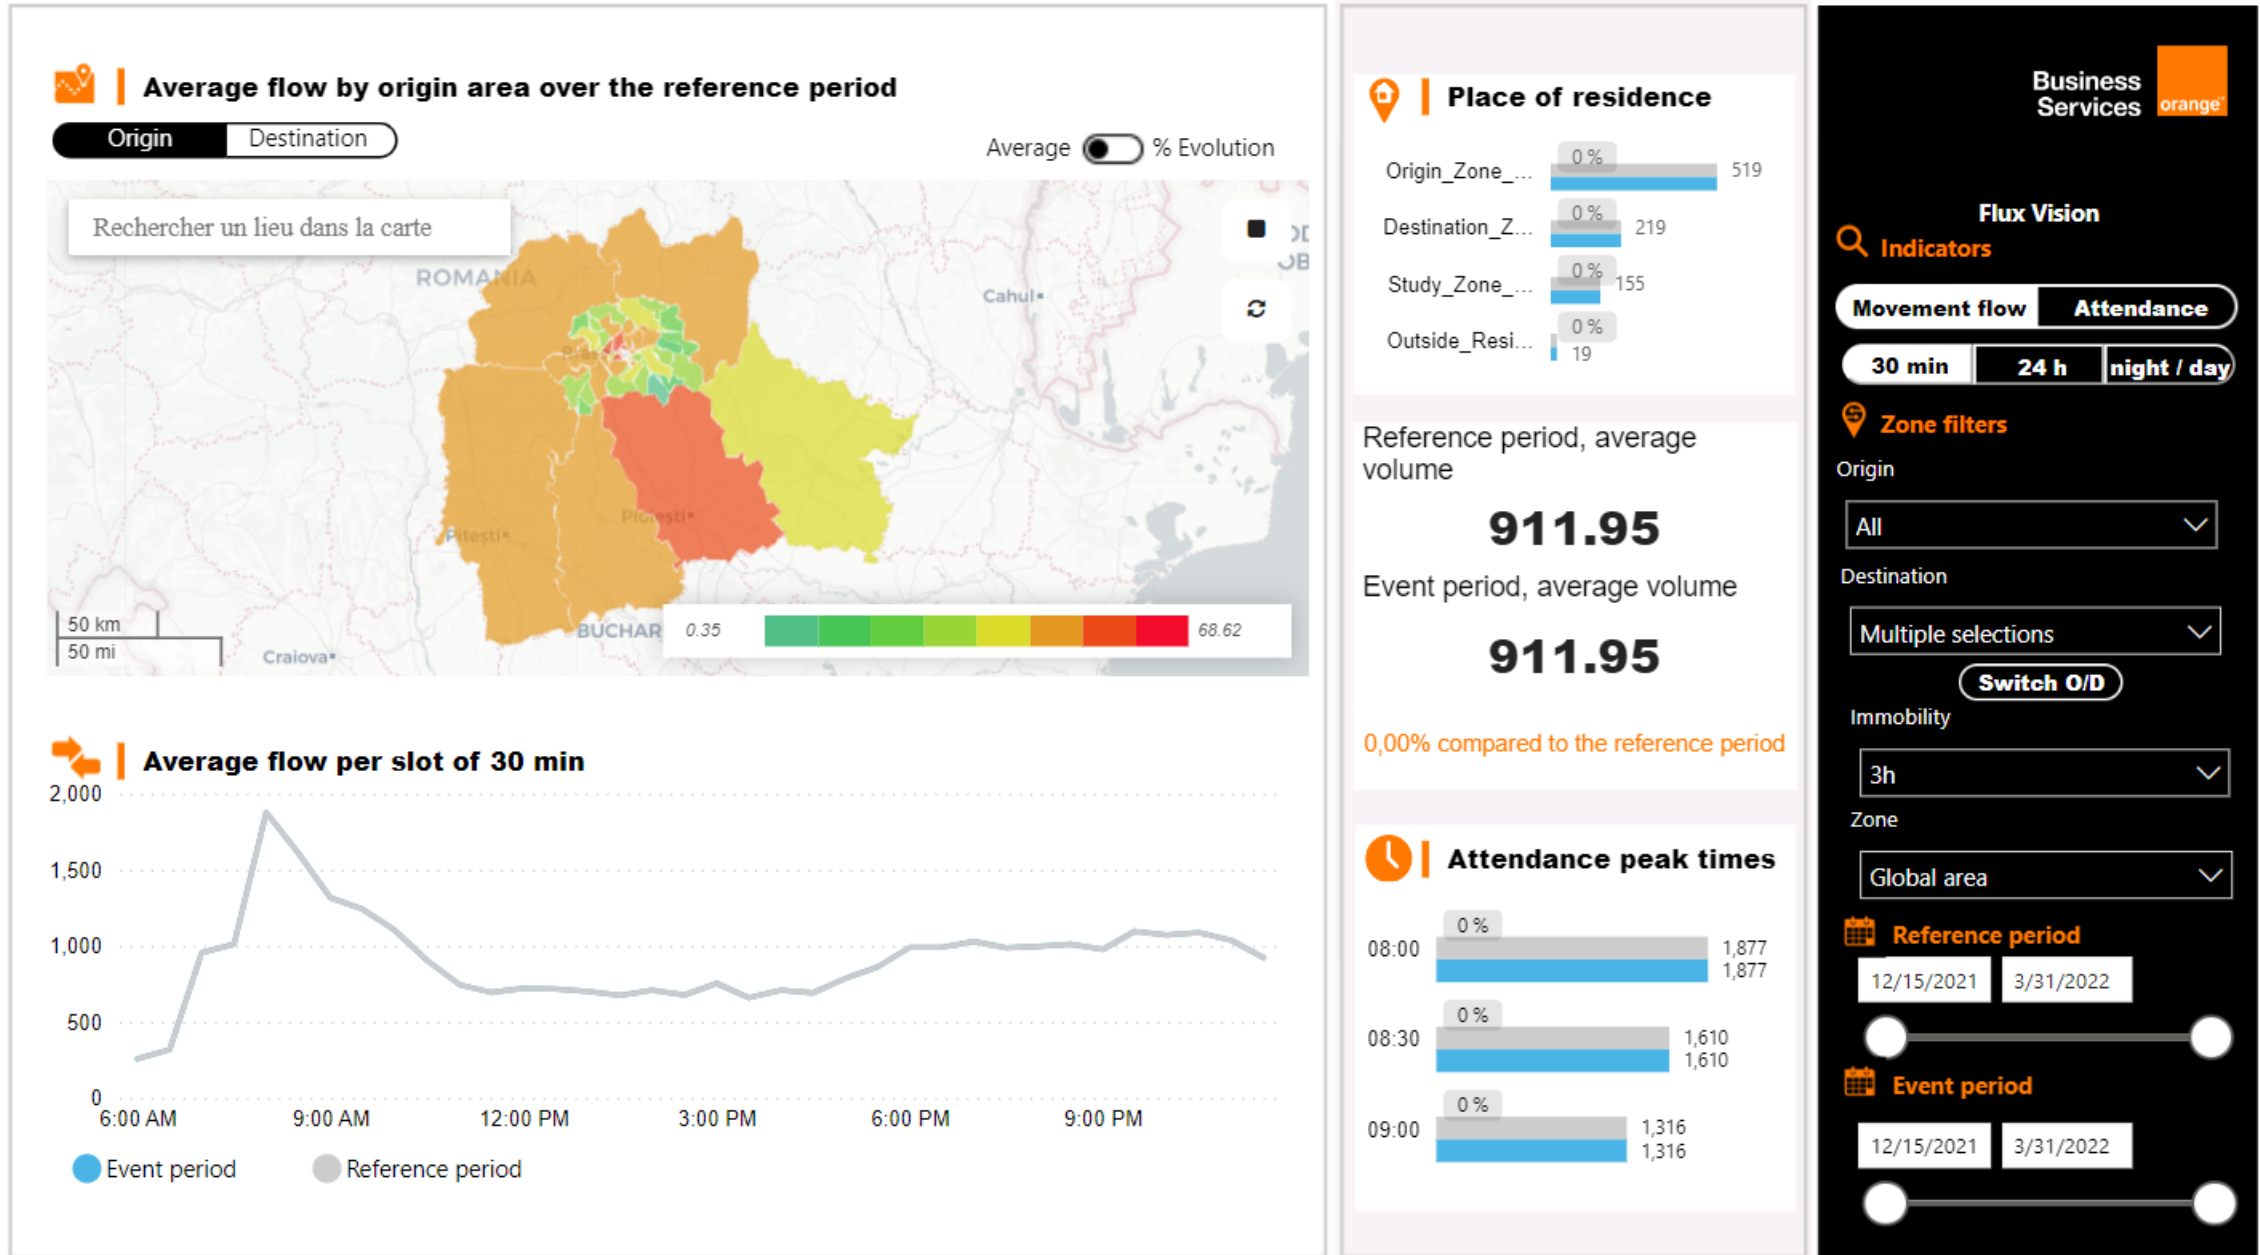 Average flow by origin area over the reference period
Origin
Destination
Average
% Evolution
Rechercher un lieu dans la carte
ROMANIA
Cahul
Ploiești
Pitești
BUCHAR
Craiova
50 km
50 mi
0.35
68.62
Average flow per slot of 30 min
2,000
1,500
1,000
500
0
6:00 AM
9:00 AM
12:00 PM
3:00 PM
6:00 PM
9:00 PM
Event period
Reference period
Place of residence
Origin_Zone_...
0 %
519
Destination_Z...
0 %
219
Study_Zone_...
0 %
155
Outside_Resi...
0 %
19
Reference period, average
volume
911.95
Event period, average volume
911.95
0,00% compared to the reference period
Attendance peak times
08:00
0 %
1,877
1,877
08:30
0 %
1,610
1,610
09:00
0 %
1,316
1,316
Business
Services
orange™
Flux Vision
Indicators
Movement flow
Attendance
30 min
24 h
night / day
Zone filters
Origin
All
Destination
Multiple selections
Switch O/D
Immobility
3h
Zone
Global area
Reference period
12/15/2021
3/31/2022
Event period
12/15/2021
3/31/2022